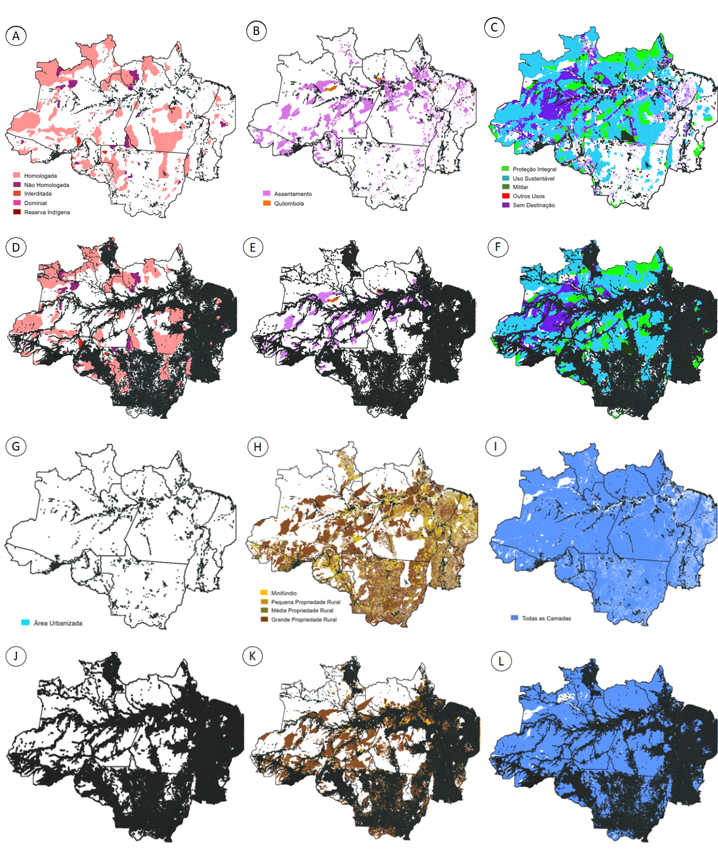 A
B
C
Homologada
Não Homologada
Interditada
Dominial
Reserva Indígena
Assentamento
Quilombola
Proteção Integral
Uso Sustentável
Militar
Outros Usos
Sem Destinação
D
E
F
G
H
I
Área Urbanizada
Minifúndio
Pequena Propriedade Rural
Média Propriedade Rural
Grande Propriedade Rural
Todas as Camadas
J
K
L